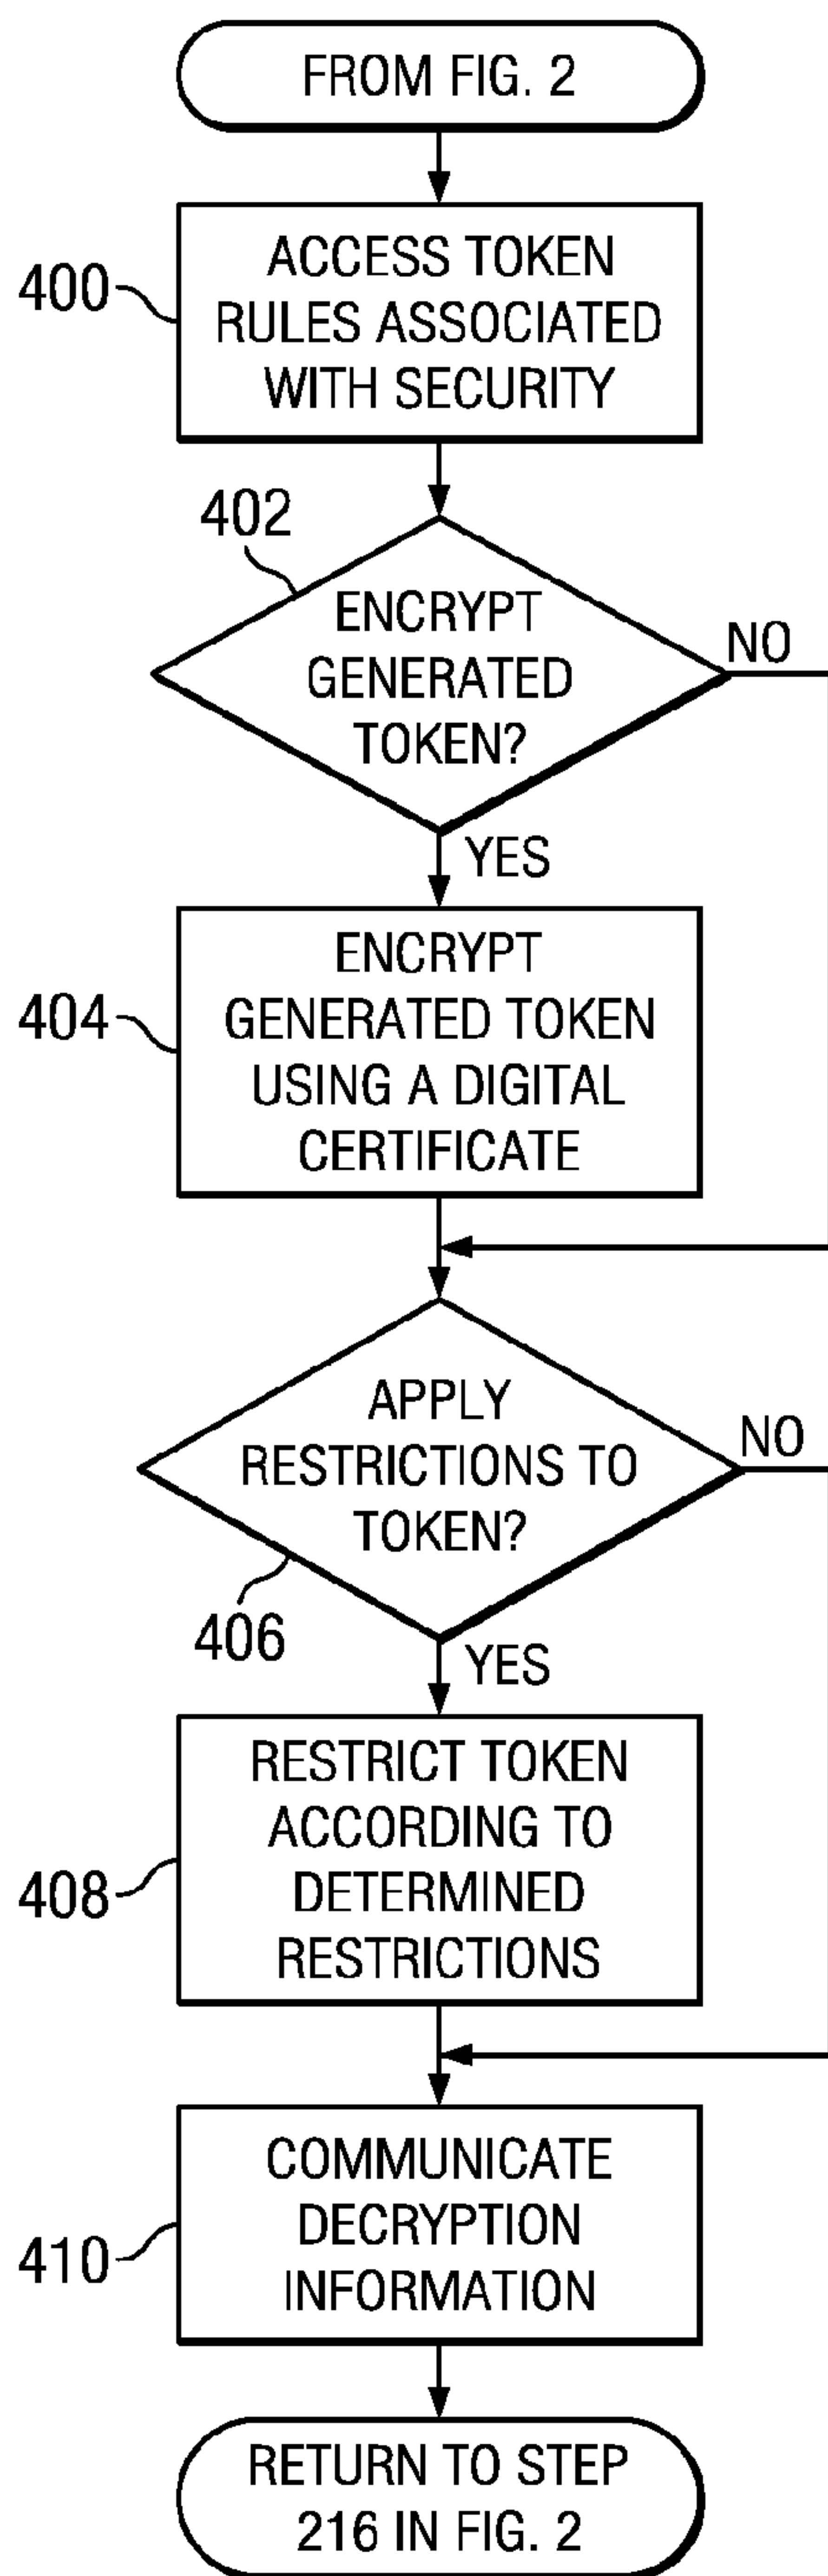 FROM FIG. 2
400
ACCESS TOKEN
RULES ASSOCIATED
WITH SECURITY
402
ENCRYPT
GENERATED
TOKEN?
NO
YES
404
ENCRYPT
GENERATED TOKEN
USING A DIGITAL
CERTIFICATE
APPLY
RESTRICTIONS TO
TOKEN?
NO
406
YES
408
RESTRICT TOKEN
ACCORDING TO
DETERMINED
RESTRICTIONS
410
COMMUNICATE
DECRYPTION
INFORMATION
RETURN TO STEP
216 IN FIG. 2